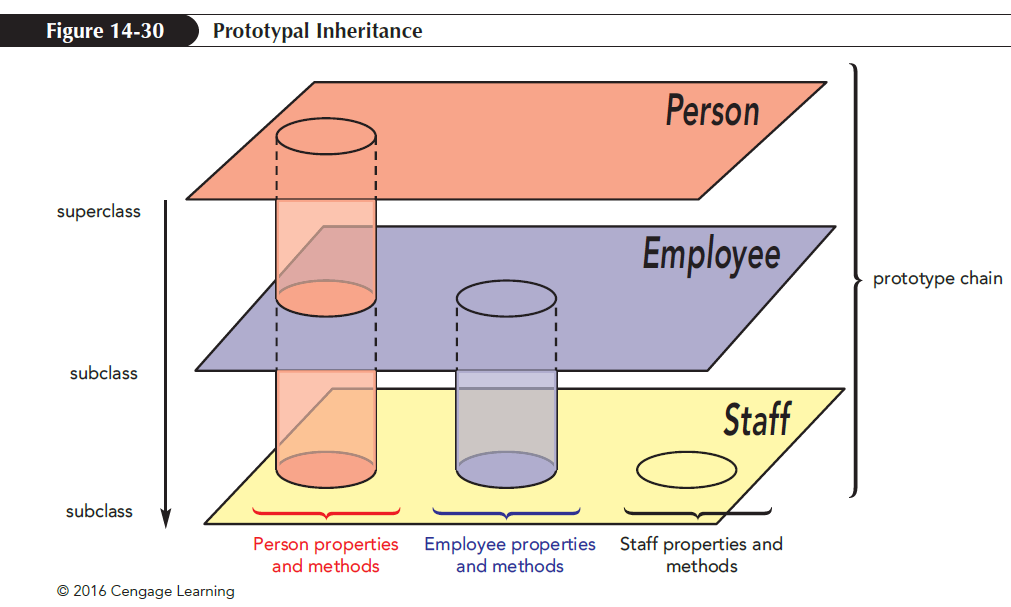 Figure 14-30 Prototypal Inheritance
Person
superclass
Employee
prototype chain
subclass
Staff
subclass
Person properties
and methods
Employee properties
and methods
Staff properties and
methods
© 2016 Cengage Learning